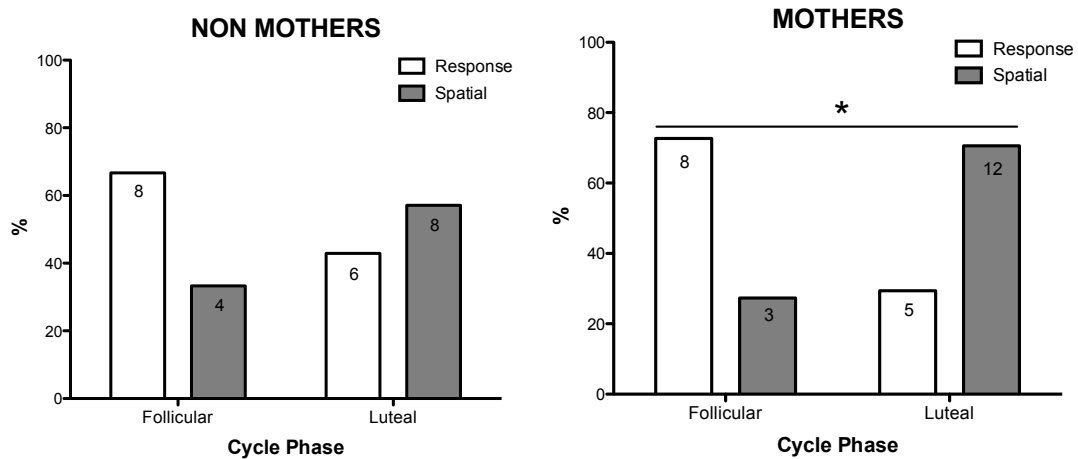 NON MOTHERS
Response
Spatial
100
80
60
40
20
0
%
8
4
6
8
Follicular
Luteal
Cycle Phase
MOTHERS
Response
Spatial
*
100
80
60
40
20
0
%
8
3
5
12
Follicular
Luteal
Cycle Phase